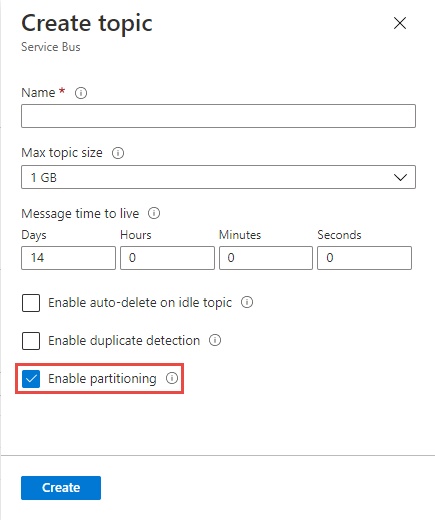 Create topic
Service Bus
Name *
Max topic size
1 GB
Message time to live
Days Hours Minutes Seconds
14 0 0 0
Enable auto-delete on idle topic
Enable duplicate detection
Enable partitioning
Create